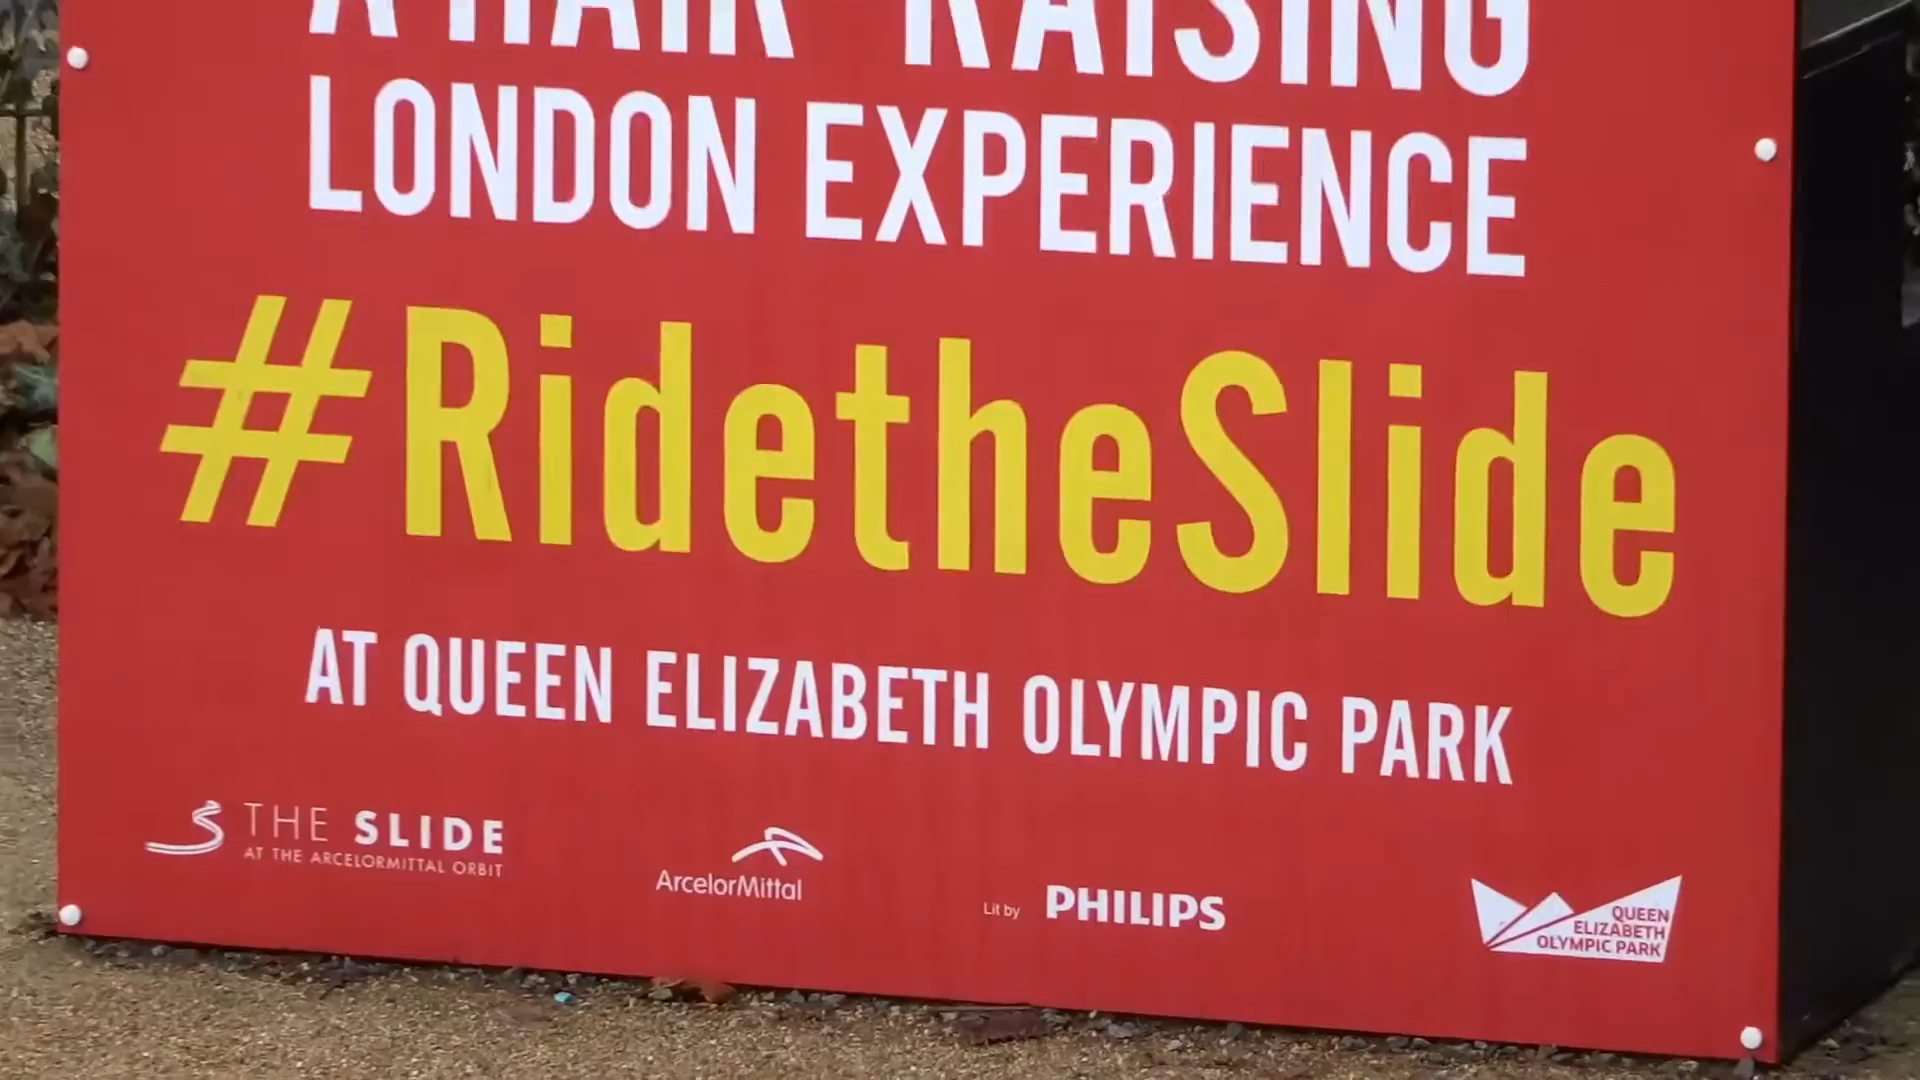 A HAIR-RAISING
LONDON EXPERIENCE
#RidetheSlide
AT QUEEN ELIZABETH OLYMPIC PARK
THE SLIDE
AT THE ARCELORMITTAL ORBIT
ArcelorMittal
Lit by PHILIPS
QUEEN
ELIZABETH
OLYMPIC PARK